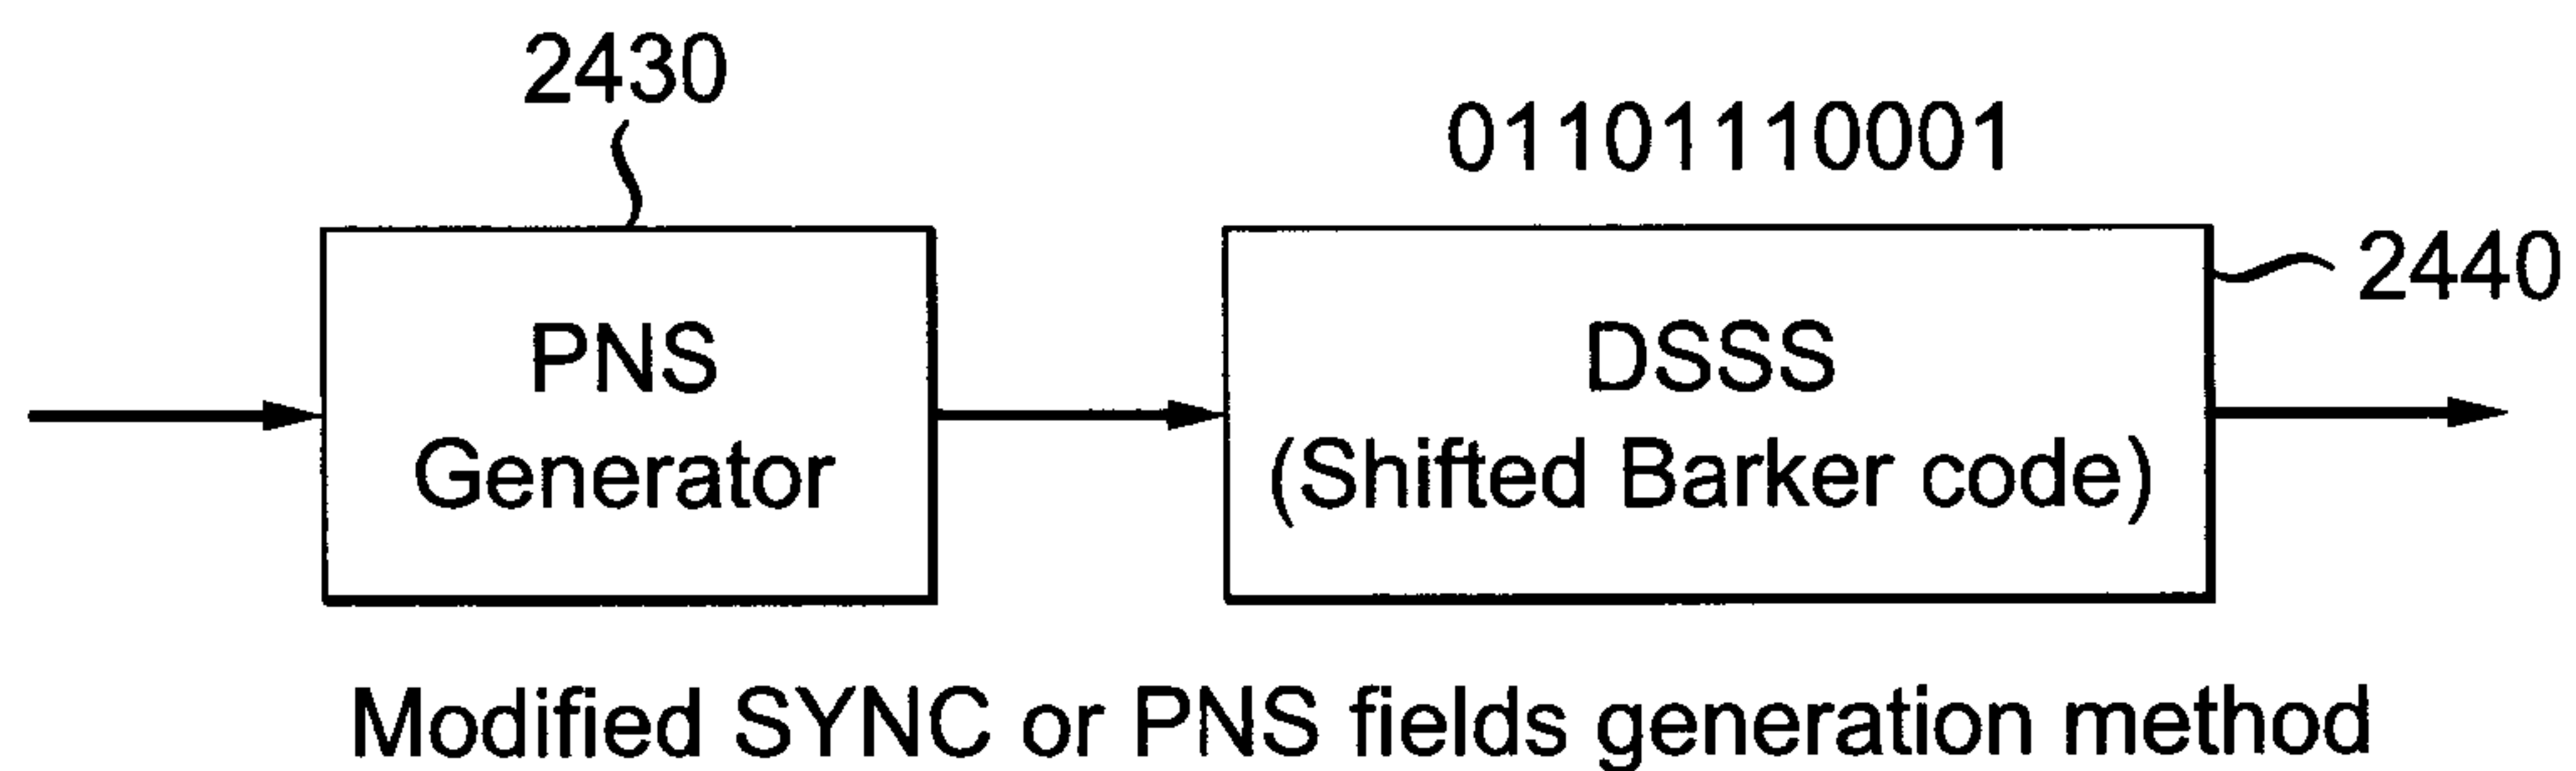 2430
01101110001
2440
PNS
Generator
DSSS
(Shifted Barker code)
Modified SYNC or PNS fields generation method